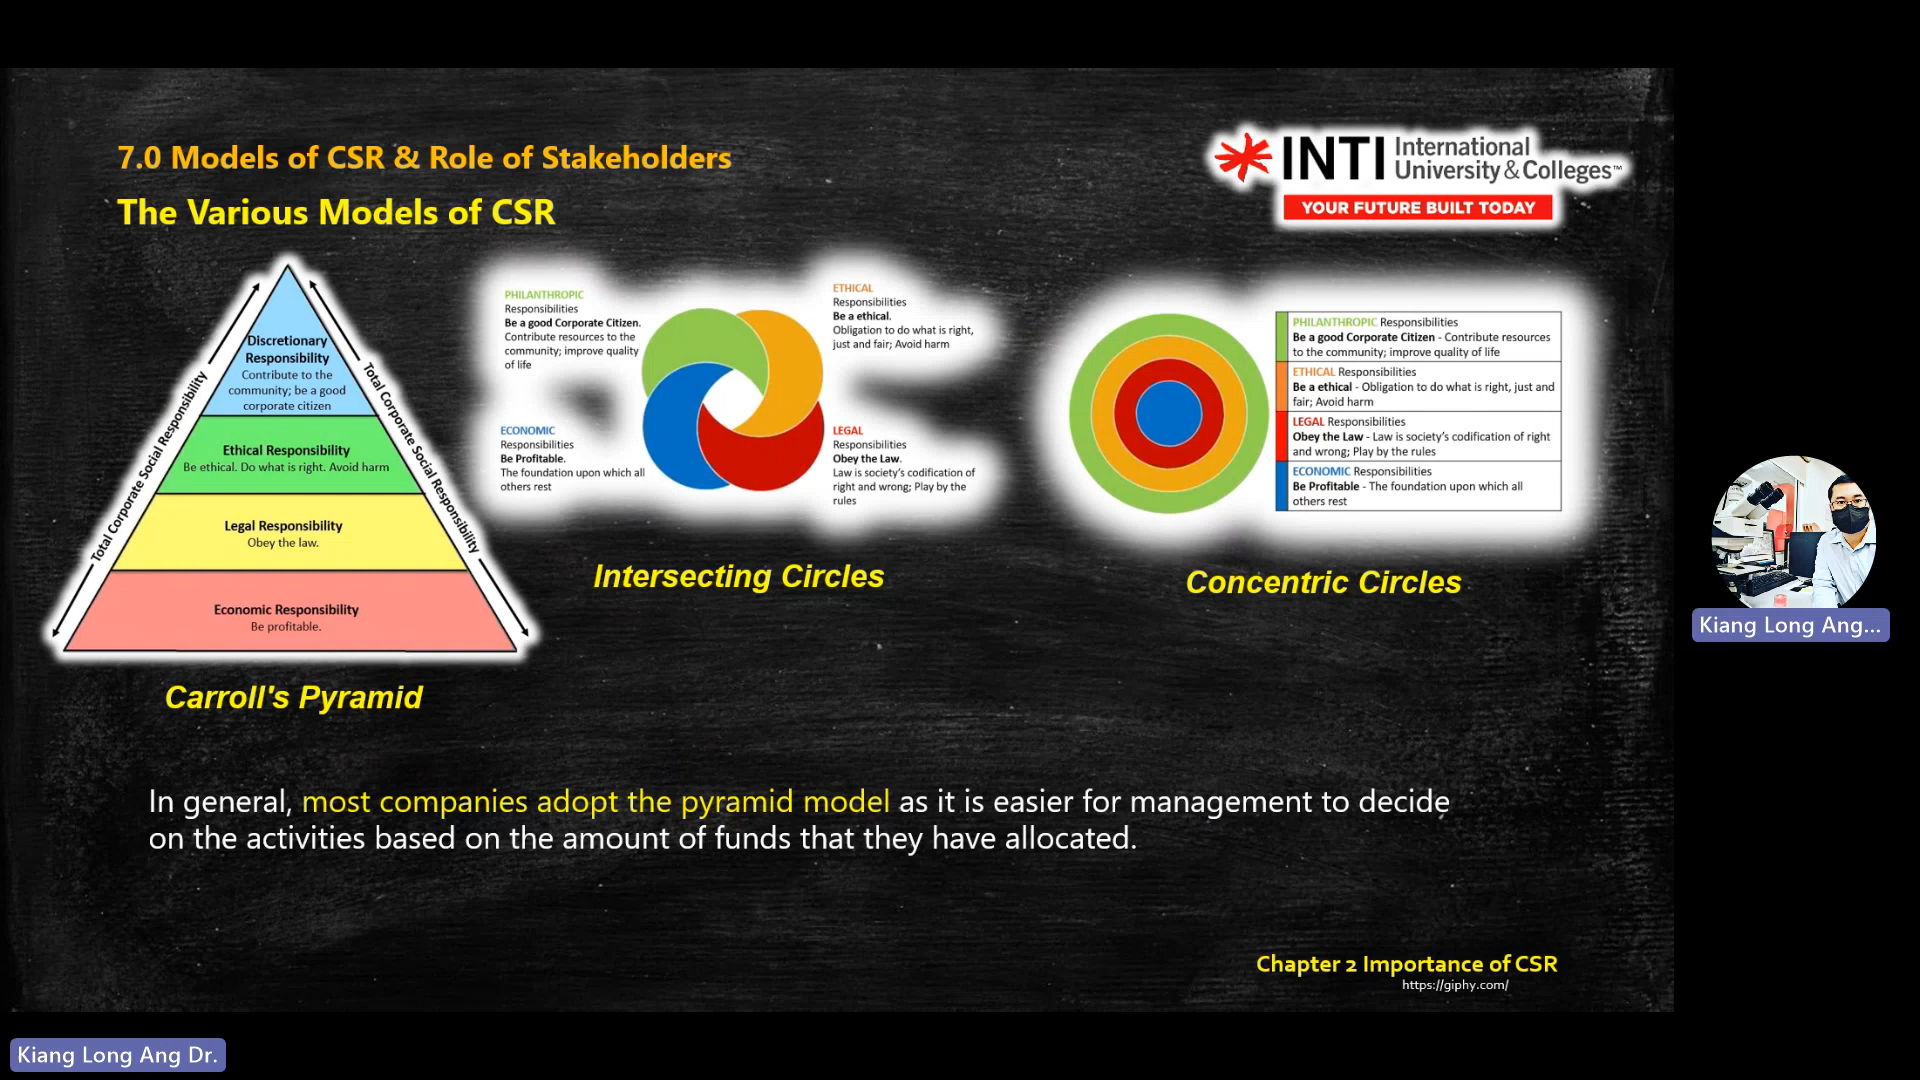 7.0 Models of CSR & Role of Stakeholders
The Various Models of CSR
INTI International
University & Colleges™
YOUR FUTURE BUILT TODAY
Total Corporate Social Responsibility
Total Corporate Social Responsibility
Discretionary
Responsibility
Contribute to the
community; be a good
corporate citizen
Ethical Responsibility
Be ethical. Do what is right. Avoid harm
Legal Responsibility
Obey the law.
Economic Responsibility
Be profitable.
Carroll's Pyramid
PHILANTHROPIC
Responsibilities
Be a good Corporate Citizen.
Contribute resources to the
community; improve quality
of life
ETHICAL
Responsibilities
Be a ethical.
Obligation to do what is right,
just and fair; Avoid harm
ECONOMIC
Responsibilities
Be Profitable.
The foundation upon which all
others rest
LEGAL
Responsibilities
Obey the Law.
Law is society's codification of
right and wrong; Play by the
rules
Intersecting Circles
PHILANTHROPIC Responsibilities
Be a good Corporate Citizen - Contribute resources
to the community; improve quality of life
ETHICAL Responsibilities
Be a ethical - Obligation to do what is right, just and
fair; Avoid harm
LEGAL Responsibilities
Obey the Law - Law is society's codification of right
and wrong; Play by the rules
ECONOMIC Responsibilities
Be Profitable - The foundation upon which all
others rest
Concentric Circles
In general, most companies adopt the pyramid model as it is easier for management to decide
on the activities based on the amount of funds that they have allocated.
Chapter 2 Importance of CSR
https://giphy.com/
Kiang Long Ang...
Kiang Long Ang Dr.